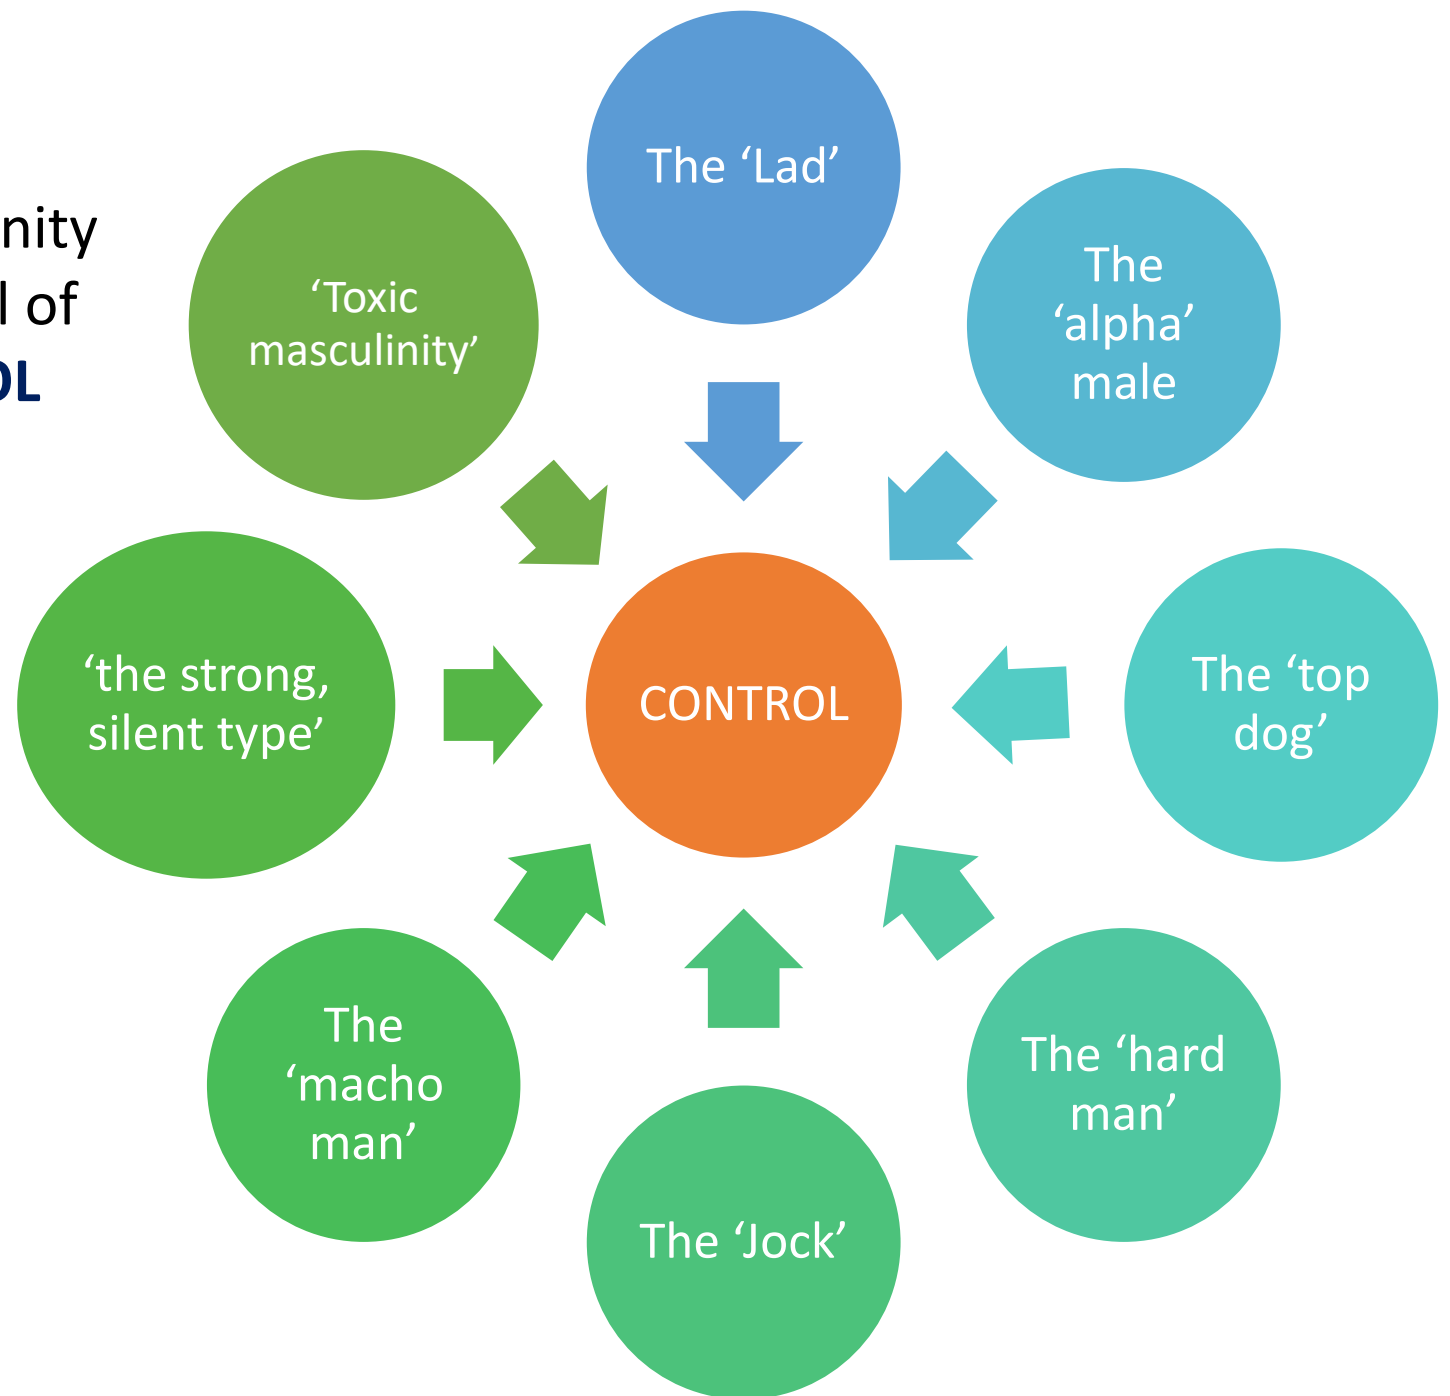 nity
l of
OL
The ‘Lad’
The
‘alpha’
male
The ‘top
dog’
The ‘hard
man’
The ‘Jock’
The
‘macho
man’
‘the strong,
silent type’
‘Toxic
masculinity’
CONTROL